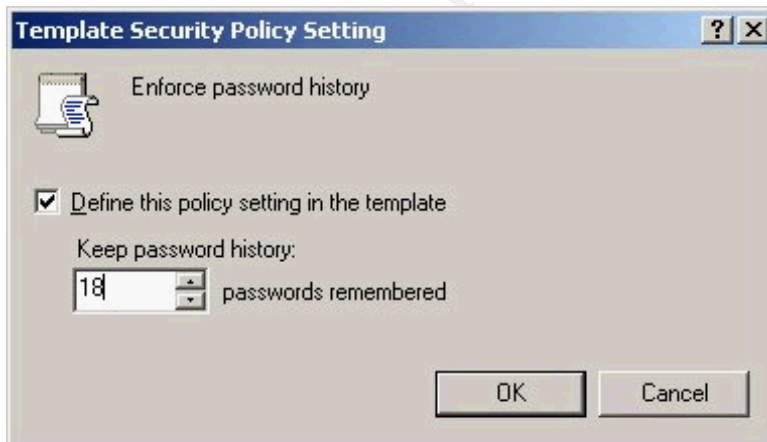 Template Security Policy Setting
Enforce password history
Define this policy setting in the template
Keep password history:
18 passwords remembered
OK Cancel